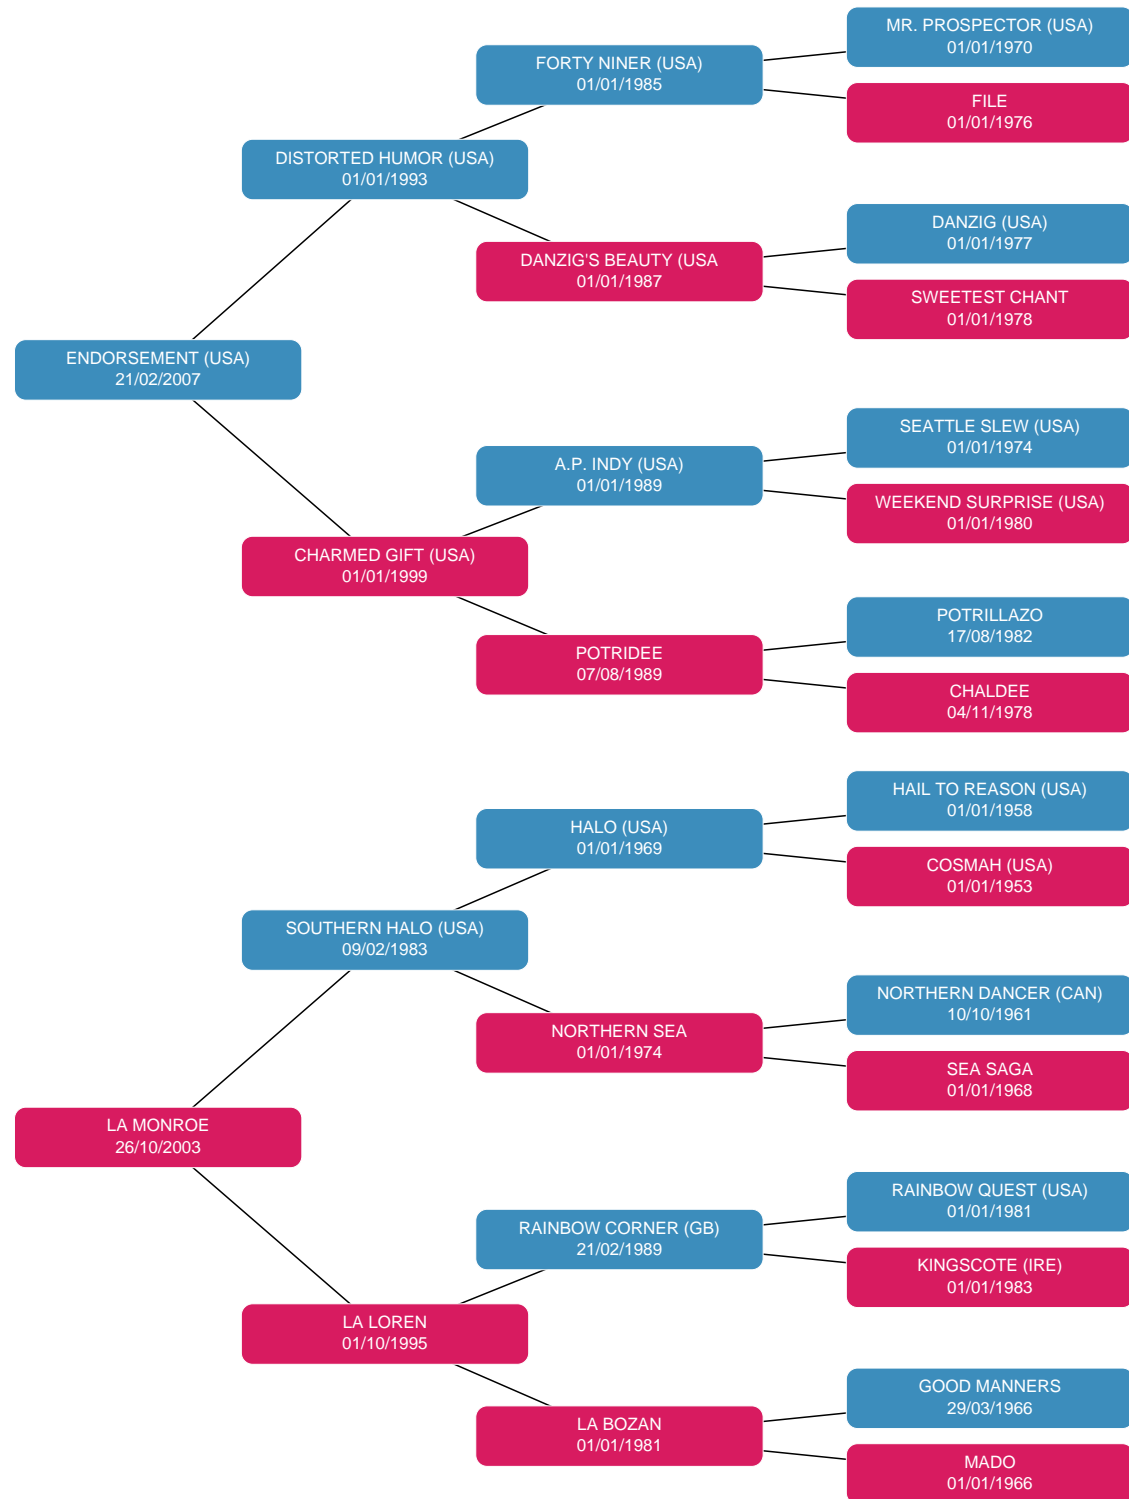 MR. PROSPECTOR (USA)
01/01/1970
FORTY NINER (USA)
01/01/1985
FILE
01/01/1976
DISTORTED HUMOR (USA)
01/01/1993
DANZIG (USA)
01/01/1977
DANZIG'S BEAUTY (USA
01/01/1987
SWEETEST CHANT
01/01/1978
ENDORSEMENT (USA)
21/02/2007
SEATTLE SLEW (USA)
01/01/1974
A.P. INDY (USA)
01/01/1989
WEEKEND SURPRISE (USA)
01/01/1980
CHARMED GIFT (USA)
01/01/1999
POTRILLAZO
17/08/1982
POTRIDEE
07/08/1989
CHALDEE
04/11/1978
HAIL TO REASON (USA)
01/01/1958
HALO (USA)
01/01/1969
COSMAH (USA)
01/01/1953
SOUTHERN HALO (USA)
09/02/1983
NORTHERN DANCER (CAN)
10/10/1961
NORTHERN SEA
01/01/1974
SEA SAGA
01/01/1968
LA MONROE
26/10/2003
RAINBOW QUEST (USA)
01/01/1981
RAINBOW CORNER (GB)
21/02/1989
KINGSCOTE (IRE)
01/01/1983
LA LOREN
01/10/1995
GOOD MANNERS
29/03/1966
LA BOZAN
01/01/1981
MADO
01/01/1966